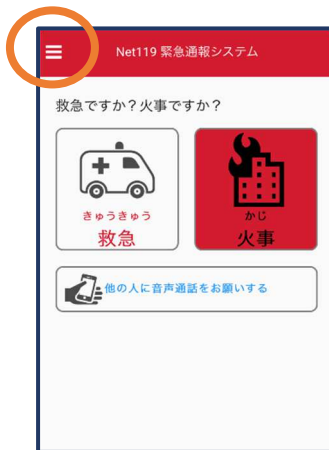 Net119 緊急通報システム
救急ですか？火事ですか？
きゅうきゅう
救急
かじ
火事
他の人に音声通話をお願いする